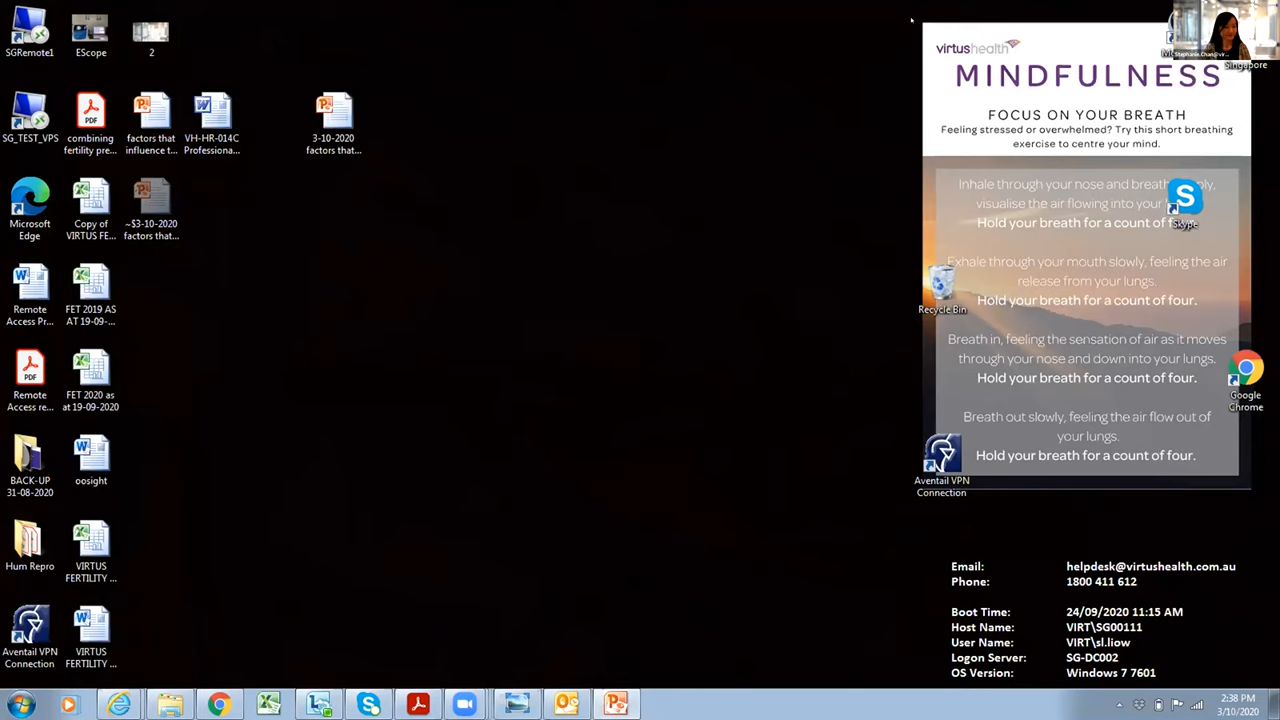 SGRemote1
EScope
2
SG_TEST_VPS
combining
fertility pre...
factors that
influence t...
VH-HR-014C
Professiona...
3-10-2020
factors that...
Microsoft
Edge
Copy of
VIRTUS FE...
~$3-10-2020
factors that...
Remote
Access Pr...
FET 2019 AS
AT 19-09-...
Remote
Access re...
FET 2020 as
at 19-09-2020
BACK-UP
31-08-2020
oosight
Hum Repro
VIRTUS
FERTILITY ...
Aventail VPN
Connection
VIRTUS
FERTILITY ...
virtushealth
MINDFULNESS
FOCUS ON YOUR BREATH
Feeling stressed or overwhelmed? Try this short breathing
exercise to centre your mind.
Inhale through your nose and breath
visualise the air flowing into your
Hold your breath for a count of
Exhale through your mouth slowly, feeling the air
release from your lungs.
Hold your breath for a count of four.
Breath in, feeling the sensation of air as it moves
through your nose and down into your lungs.
Hold your breath for a count of four.
Breath out slowly, feeling the air flow out of
your lungs.
Hold your breath for a count of four.
Stephanie.Chan@vir...
Singapore
Skype
Recycle Bin
Google
Chrome
Aventail VPN
Connection
Email: helpdesk@virtushealth.com.au
Phone: 1800 411 612
Boot Time: 24/09/2020 11:15 AM
Host Name: VIRT\SG00111
User Name: VIRT\sl.liow
Logon Server: SG-DC002
OS Version: Windows 7 7601
2:38 PM
3/10/2020